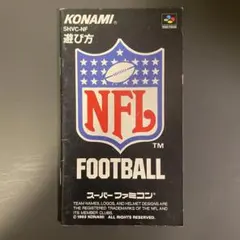 KONAMI
SHVC-NF
遊び方
NFL
TM
FOOTBALL
スーパーファミコン
TEAM NAMES, LOGOS, AND HELMET DESIGNS ARE
THE REGISTERED TRADEMARKS OF THE NFL AND
ITS MEMBER CLUBS.
© 1993 KONAMI ALL RIGHTS RESERVED.